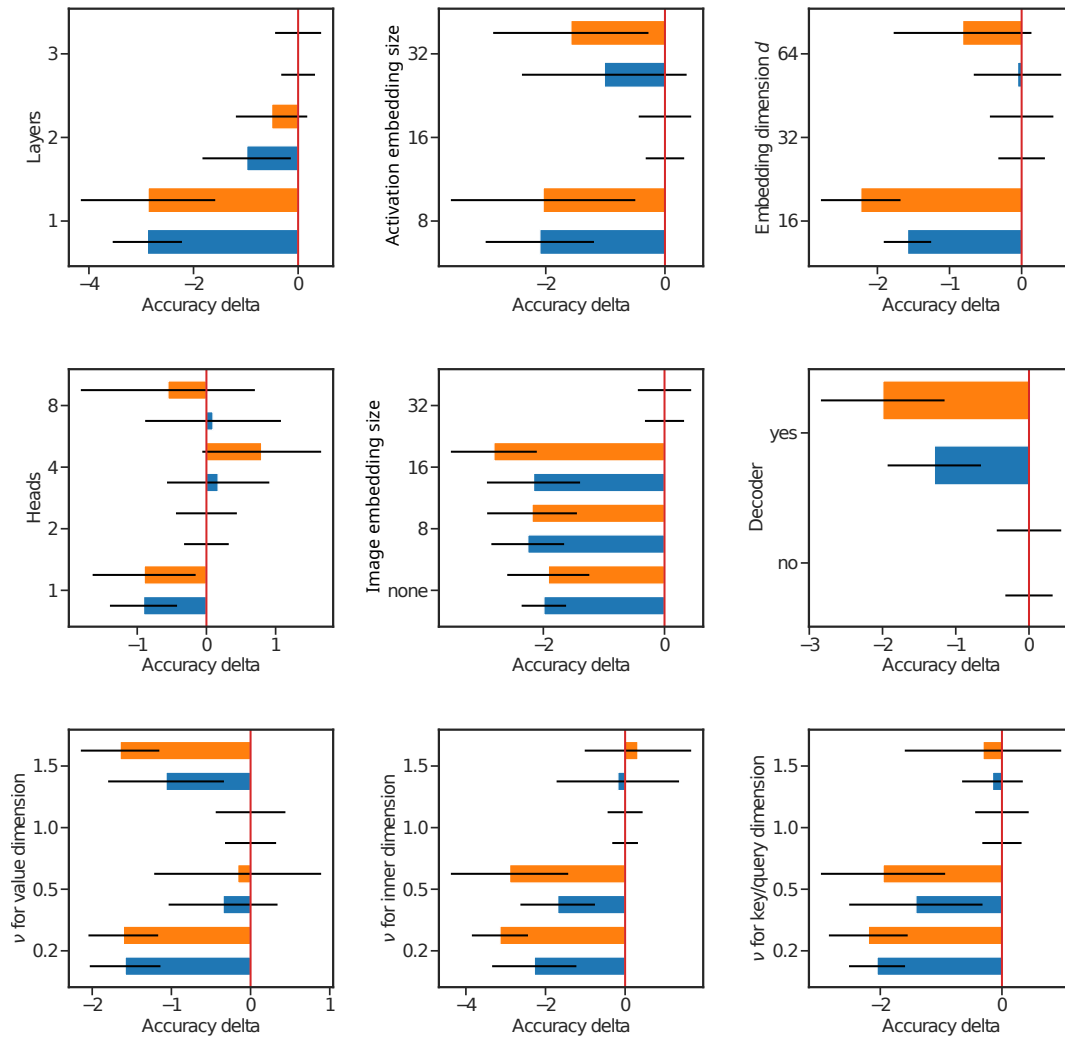 Layers
3
2
1
−4 −2 0
Accuracy delta
Activation embedding size
32
16
8
−2 0
Accuracy delta
Embedding dimension d
64
32
16
−2 −1 0
Accuracy delta
Heads
8
4
2
1
−1 0 1
Accuracy delta
Image embedding size
32
16
8
none
−2 0
Accuracy delta
Decoder
yes
no
−3 −2 −1 0
Accuracy delta
ν for value dimension
1.5
1.0
0.5
0.2
−2 −1 0 1
Accuracy delta
ν for inner dimension
1.5
1.0
0.5
0.2
−4 −2 0
Accuracy delta
ν for key/query dimension
1.5
1.0
0.5
0.2
−2 0
Accuracy delta